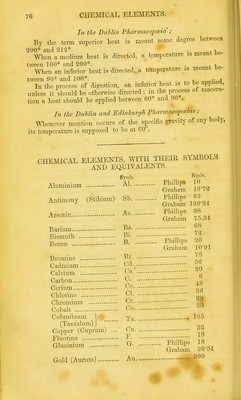 76 CHEMICAL ELEMENTS.
In the Dublin Pharmacopœia;
By the term superior heat is meant some degree between
200° and 212°.
When a medium heat is directed, a temperature is meant be-
tween 100° and 200°.
When an inferior heat is directed, a temperature is meant be-
tween 90° and 100°.
In the process of digestion, an inferior heat is to be applied,
unless it should be otherwise directed; in the process of macera-
tion a heat should be applied between 60° and 90°.
In the Dublin and Edinburgh Pharmacopœias;
Whenever mention occurs of the specific gravity of any body,
its temperature is supposed to be at 60°.
CHEMICAL ELEMENTS, WITH THEIR SYMBOLS
AND EQUIVALENTS.
Symb. Equiv.
Aluminium ............... Al. ............ Phillips 10
Graham 13·72
Antimony (Stibium) Sb. ............ Phillips 65
Graham 129·24
Arsenic..................... As. ............ Phillips 38
Graham 75.34
Barium..................... Ba. ............ 68
Bismuth .................. Bi. ............ 72
Boron ..................... B. ............ Phillips 20
Graham 10·91
Bromine .................. Br. ............ 78
Cadmium.................. Cd. ............ 56
Calcium .................. Ca. ............ 20
Carbon..................... C. ............ 6
Cerium..................... Ce. ............ 48
Chlorine .................. Cl. ............ 36
Chromium ............... Cr. ............ 28
Cobalt ..................... Co. ............
Columbium }
(Tantalum) } ......... Ta. ............ 185
Copper (Cuprum) ... Cu. ............ 32
Fluorine .................. F. ............ 18
Glucinium ............... G. ............ Phillips 18
Graham 26·54
Gold (Aurum)............ Au. ............ 200